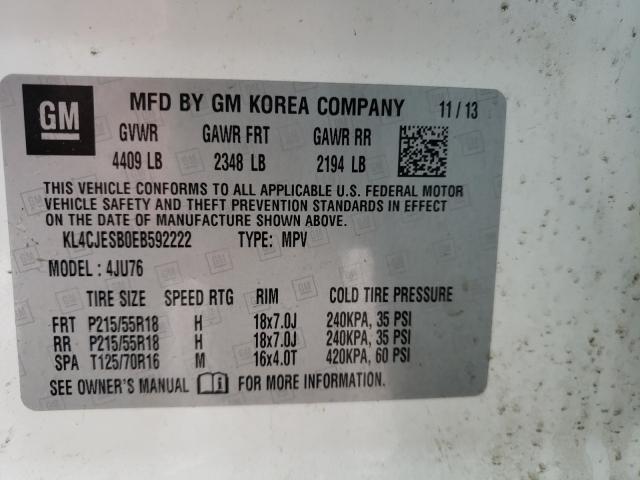 GM MFD BY GM KOREA COMPANY 11/13
GVWR GAWR FRT GAWR RR
4409 LB 2348 LB 2194 LB
THIS VEHICLE CONFORMS TO ALL APPLICABLE U.S. FEDERAL MOTOR
VEHICLE SAFETY AND THEFT PREVENTION STANDARDS IN EFFECT
ON THE DATE OF MANUFACTURE SHOWN ABOVE.
KL4CJESB0EB592222 TYPE: MPV
MODEL : 4JU76
TIRE SIZE SPEED RTG RIM COLD TIRE PRESSURE
FRT P215/55R18 H 18x7.0J 240KPA, 35 PSI
RR P215/55R18 H 18x7.0J 240KPA, 35 PSI
SPA T125/70R16 M 16x4.0T 420KPA, 60 PSI
SEE OWNER'S MANUAL FOR MORE INFORMATION.